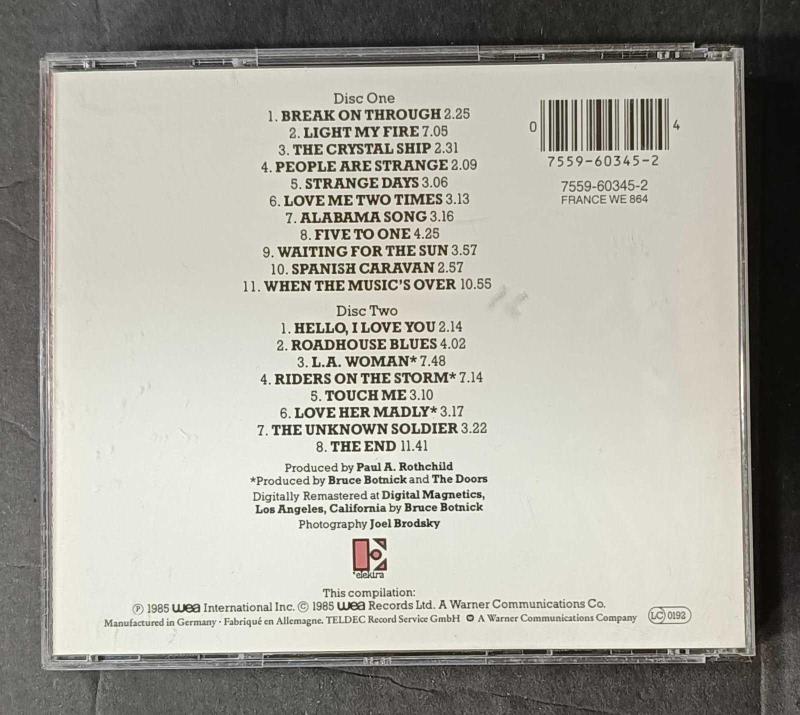 Disc One
1. BREAK ON THROUGH 2.25
2. LIGHT MY FIRE 7.05
3. THE CRYSTAL SHIP 2.31
4. PEOPLE ARE STRANGE 2.09
5. STRANGE DAYS 3.06
6. LOVE ME TWO TIMES 3.13
7. ALABAMA SONG 3.16
8. FIVE TO ONE 4.25
9. WAITING FOR THE SUN 3.57
10. SPANISH CARAVAN 2.57
11. WHEN THE MUSIC'S OVER 10.55
0 4
7559-60345-2
7559-60345-2
FRANCE WE 864
Disc Two
1. HELLO, I LOVE YOU 2.14
2. ROADHOUSE BLUES 4.02
3. L.A. WOMAN* 7.48
4. RIDERS ON THE STORM* 7.14
5. TOUCH ME 3.10
6. LOVE HER MADLY* 3.17
7. THE UNKNOWN SOLDIER 3.22
8. THE END 11.41
Produced by Paul A. Rothchild
*Produced by Bruce Botnick and The Doors
Digitally Remastered at Digital Magnetics,
Los Angeles, California by Bruce Botnick
Photography Joel Brodsky
elektra
This compilation:
℗ 1985 wea International Inc. © 1985 wea Records Ltd. A Warner Communications Co.
Manufactured in Germany · Fabriqué en Allemagne. TELDEC Record Service GmbH A Warner Communications Company
LC 0192